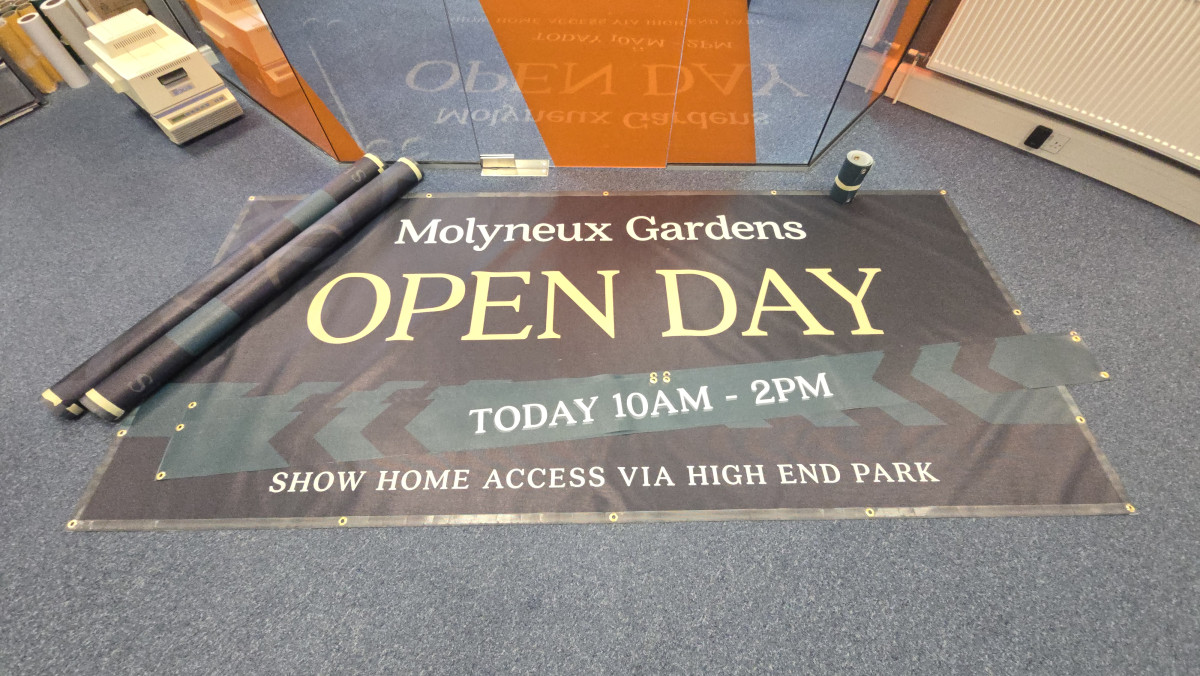 Molyneux Gardens
OPEN DAY
TODAY 10AM - 2PM
SHOW HOME ACCESS VIA HIGH END PARK